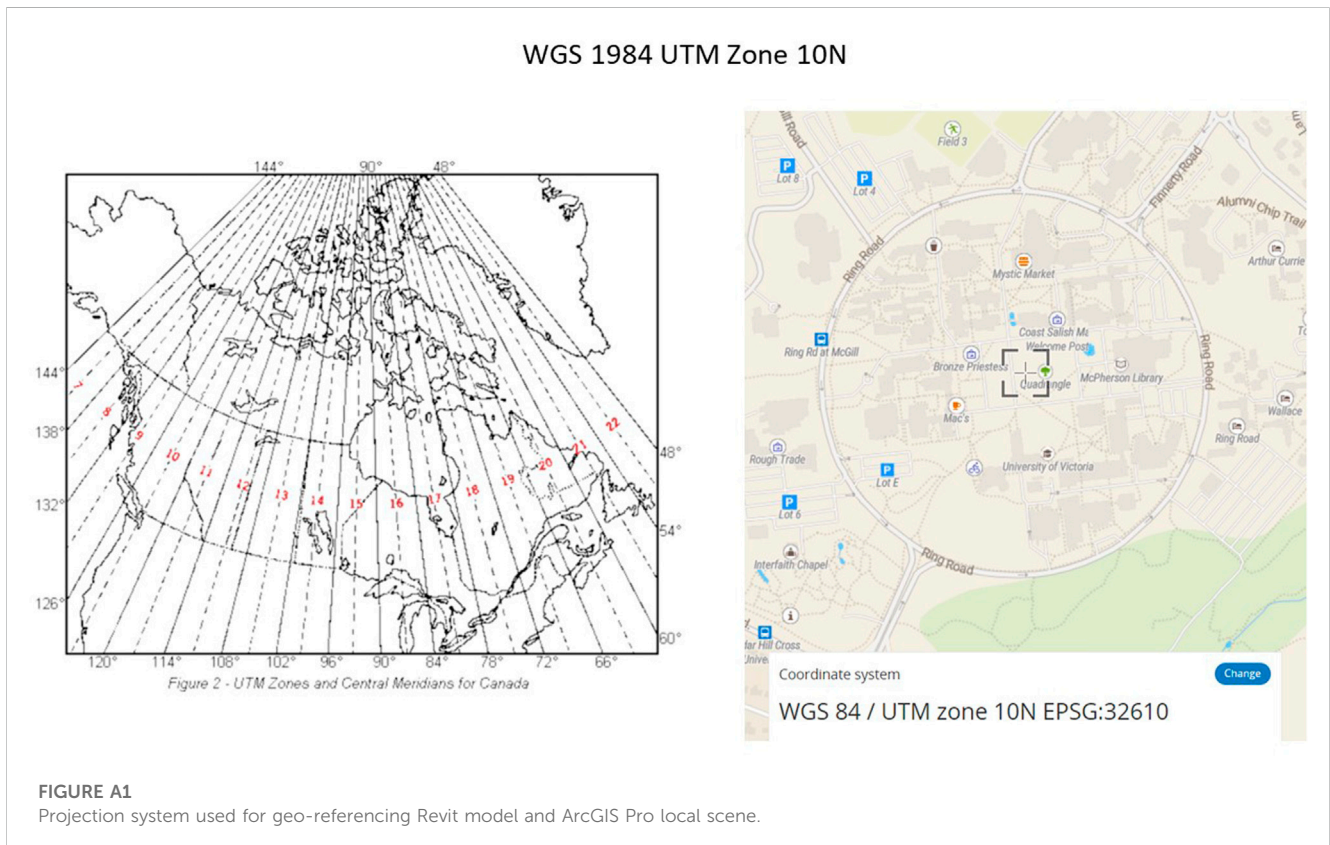 WGS 1984 UTM Zone 10N
144° 90° 48°
144°
138°
132°
126°
7
8
9
10
11
12
13
14
15
16
17
18
19
20
21
22
48°
54°
60°
120° 114° 108° 102° 96° 90° 84° 78° 72° 66°
Figure 2 - UTM Zones and Central Meridians for Canada
ill Road
Field 3
P
Lot 8
P
Lot 4
Finnerty Road
Alumni Chip Trail
Arthur Currie
Ring Road
Mystic Market
Coast Salish Ma
Welcome Post
Ring Rd at McGill
Bronze Priestess
Quadrangle
McPherson Library
Ring Road
Mac's
Wallace
Ring Road
Rough Trade
University of Victoria
P
Lot E
P
Lot 6
Interfaith Chapel
Ring Road
dar Hill Cross
Unive
Coordinate system
Change
WGS 84 / UTM zone 10N EPSG:32610
FIGURE A1
Projection system used for geo-referencing Revit model and ArcGIS Pro local scene.